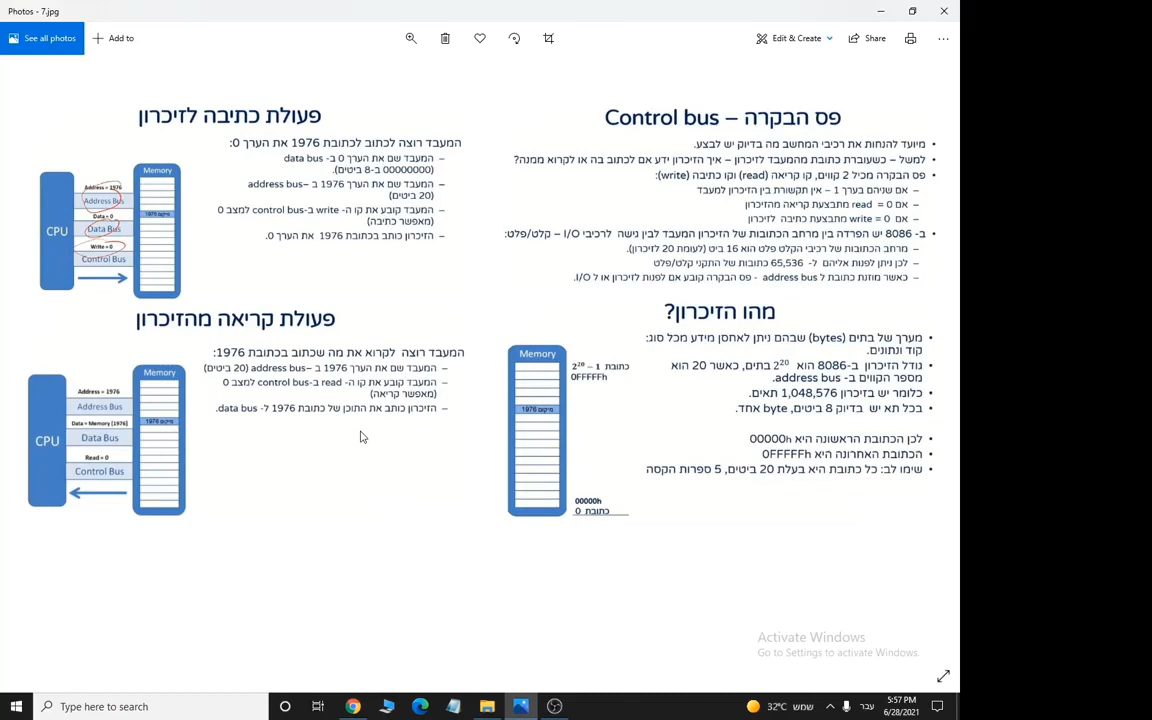 Photos - 7.jpg
See all photos
Add to
Edit & Create
Share
פס הבקרה – Control bus
מיועד להנחות את רכיבי המחשב מה בדיוק יש לבצע.
למשל – כשעוברת כתובת מהמעבד לזיכרון – איך הזיכרון ידע אם לכתוב בה או לקרוא ממנה?
פס הבקרה מכיל 2 קווים, קו קריאה (read) וקו כתיבה (write):
– אם שניהם בערך 1 – אין תקשורת בין הזיכרון למעבד
– אם 0 = read מתבצעת קריאה מהזיכרון
– אם 0 = write מתבצעת כתיבה לזיכרון
ב- 8086 יש הפרדה בין מרחב הכתובות של הזיכרון המעבד לבין גישה לרכיבי I/O – קלט/פלט:
– מרחב הכתובות של רכיבי הקלט פלט הוא 16 ביט (לעומת 20 לזיכרון).
– לכן ניתן לפנות אליהם ל- 65,536 כתובות של התקני קלט/פלט
– כאשר מוזנת כתובת ל address bus - פס הבקרה קובע אם לפנות לזיכרון או ל I/O.
פעולת כתיבה לזיכרון
המעבד רוצה לכתוב לכתובת 1976 את הערך 0:
– המעבד שם את הערך 0 ב- data bus
(00000000 ב-8 ביטים).
– המעבד שם את הערך 1976 ב –address bus
(20 ביטים)
– המעבד קובע את קו ה- write ב-control bus למצב 0
(מאפשר כתיבה)
– הזיכרון כותב בכתובת 1976 את הערך 0.
Memory
Address = 1976
Address Bus
Data = 0
Data Bus
Write = 0
Control Bus
CPU
מיקום 1976
מהו הזיכרון?
מערך של בתים (bytes) שבהם ניתן לאחסן מידע מכל סוג:
קוד ונתונים.
גודל הזיכרון ב-8086 הוא 2²⁰ בתים, כאשר 20 הוא
מספר הקווים ב- address bus.
כלומר יש בזיכרון 1,048,576 תאים.
בכל תא יש בדיוק 8 ביטים, byte אחד.
לכן הכתובת הראשונה היא 00000h
הכתובת האחרונה היא 0FFFFFh
שימו לב: כל כתובת היא בעלת 20 ביטים, 5 ספרות הקסה
Memory
כתובת 2²⁰ – 1
0FFFFFh
מיקום 1976
00000h
כתובת 0
פעולת קריאה מהזיכרון
המעבד רוצה לקרוא את מה שכתוב בכתובת 1976:
– המעבד שם את הערך 1976 ב –address bus (20 ביטים)
– המעבד קובע את קו ה- read ב-control bus למצב 0
(מאפשר קריאה)
– הזיכרון כותב את התוכן של כתובת 1976 ל- data bus.
Memory
Address = 1976
Address Bus
Data = Memory [1976]
Data Bus
Read = 0
Control Bus
CPU
מיקום 1976
Activate Windows
Go to Settings to activate Windows.
Type here to search
32°C שמש
עבר
5:57 PM
6/28/2021